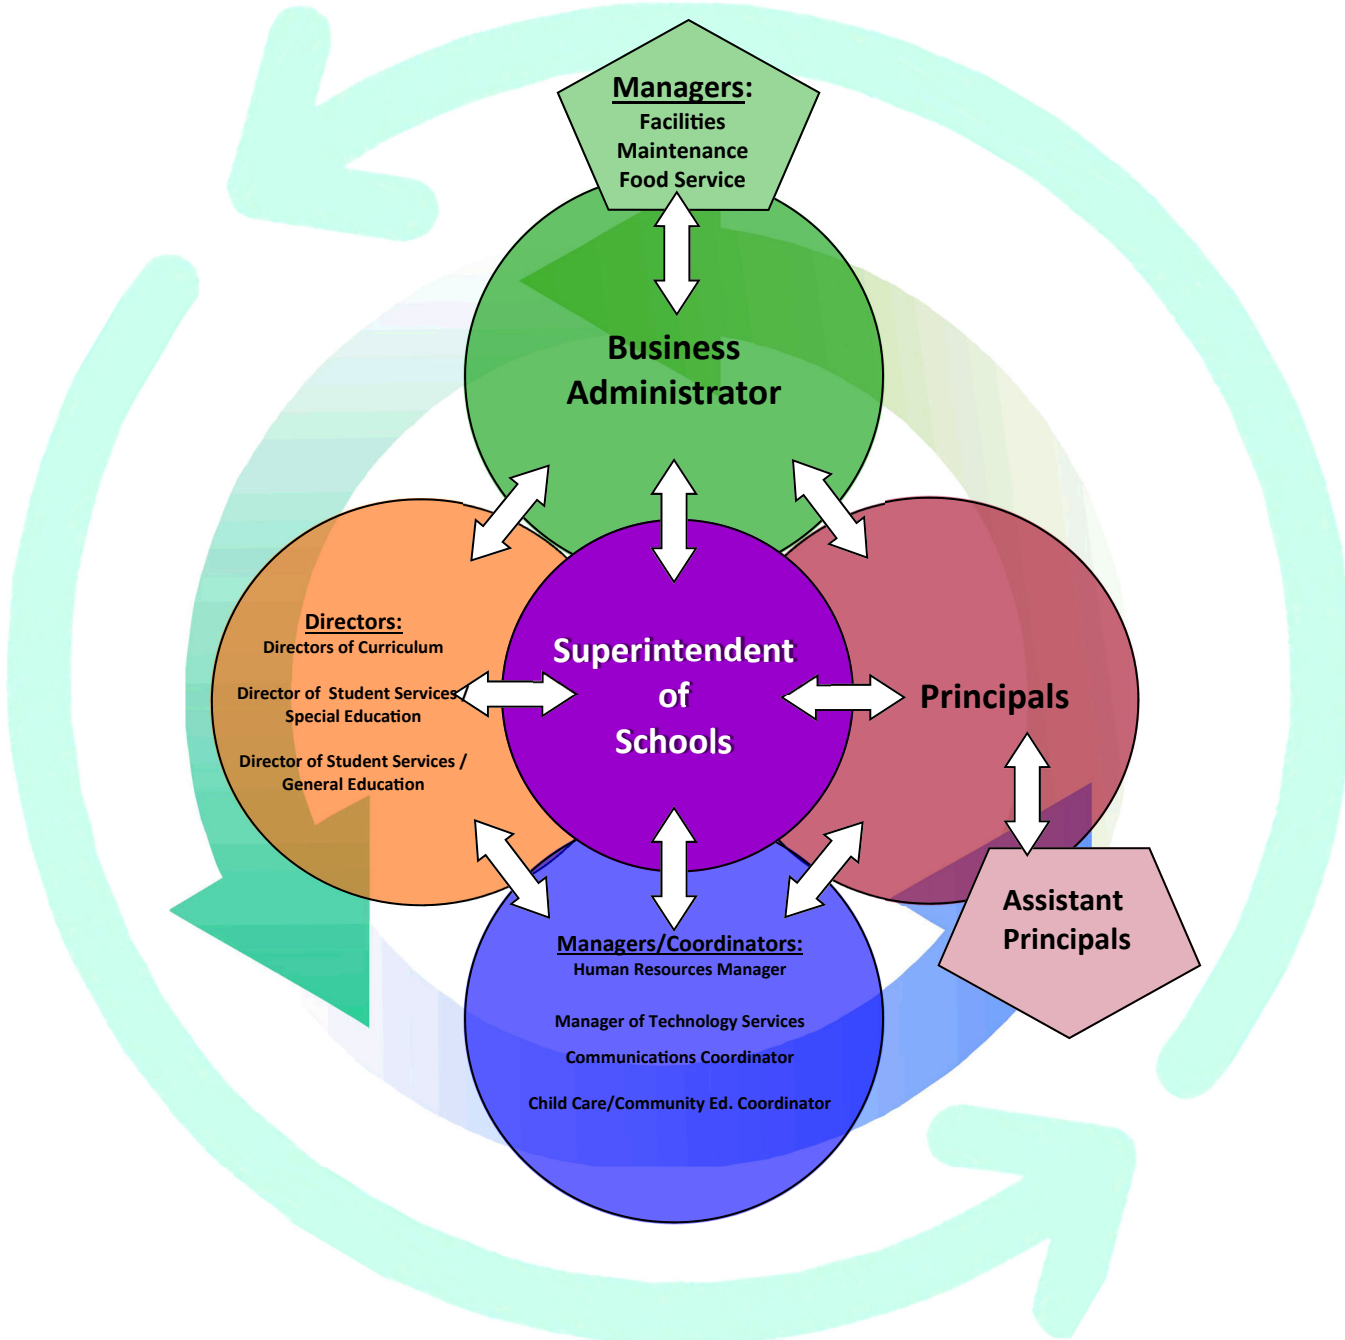 Managers:
Facilities
Maintenance
Food Service
Business
Administrator
Directors:
Directors of Curriculum
Director of  Student Services /
Special Education
Director of Student Services /
General Education
Superintendent
of
Schools
Principals
Assistant
Principals
Managers/Coordinators:
Human Resources Manager
Manager of Technology Services
Communications Coordinator
Child Care/Community Ed. Coordinator